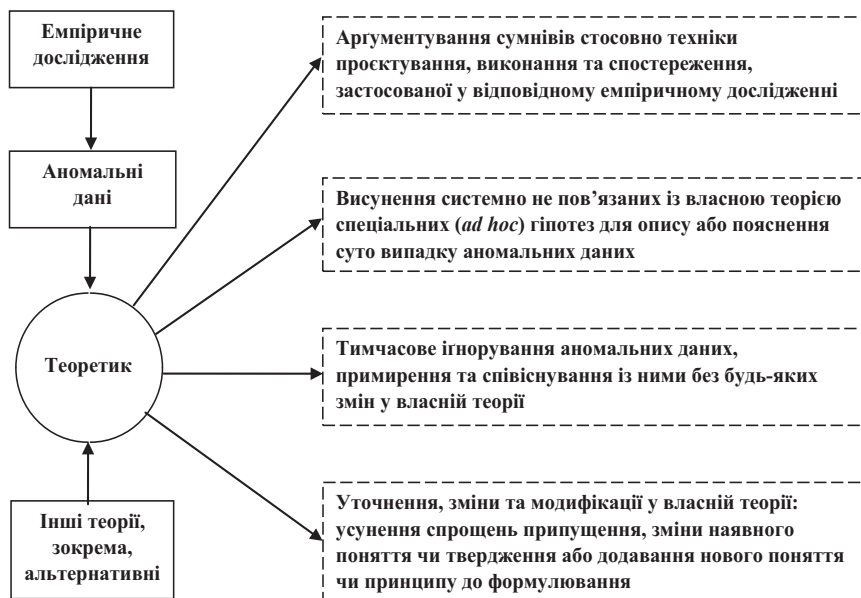 Емпіричне
дослідження
Аномальні
дані
Теоретик
Інші теорії,
зокрема,
альтернативні
Арґументування сумнівів стосовно техніки
проєктування, виконання та спостереження,
застосованої у відповідному емпіричному дослідженні
Висунення системно не пов’язаних із власною теорією
спеціальних (ad hoc) гіпотез для опису або пояснення
суто випадку аномальних даних
Тимчасове іґнорування аномальних даних,
примирення та співіснування із ними без будь-яких
змін у власній теорії
Уточнення, зміни та модифікації у власній теорії:
усунення спрощень припущення, зміни наявного
поняття чи твердження або додавання нового поняття
чи принципу до формулювання